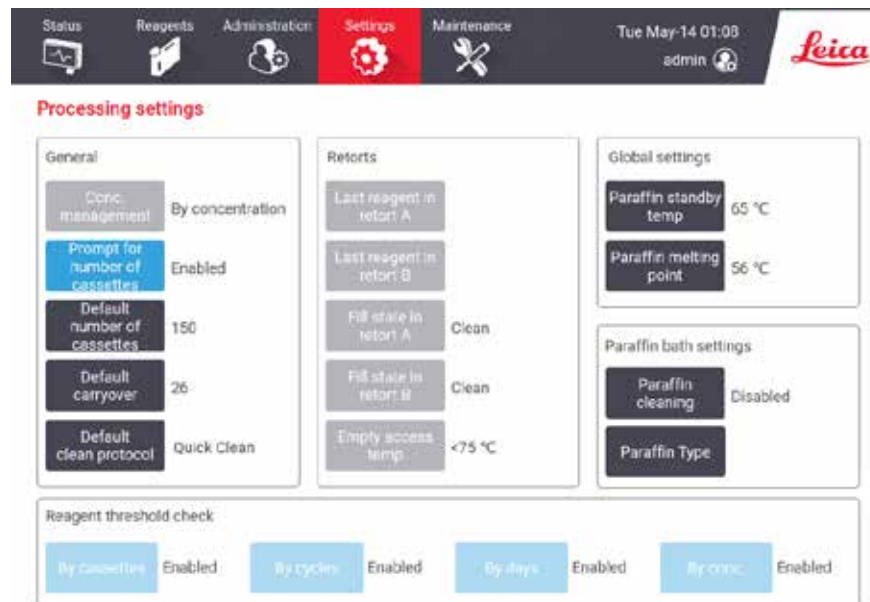 Status
Reagents
Administration
Settings
Maintenance
Tue May-14 01:08
admin
Leica
Processing settings
General
Conc.
management
By concentration
Prompt for
number of
cassettes
Enabled
Default
number of
cassettes
150
Default
carryover
26
Default
clean protocol
Quick Clean
Retorts
Last reagent in
retort A
Last reagent in
retort B
Fill state in
retort A
Clean
Fill state in
retort B
Clean
Empty access
temp
<75 °C
Global settings
Paraffin standby
temp
65 °C
Paraffin melting
point
56 °C
Paraffin bath settings
Paraffin
cleaning
Disabled
Paraffin Type
Reagent threshold check
By cassettes
Enabled
By cycles
Enabled
By days
Enabled
By conc.
Enabled